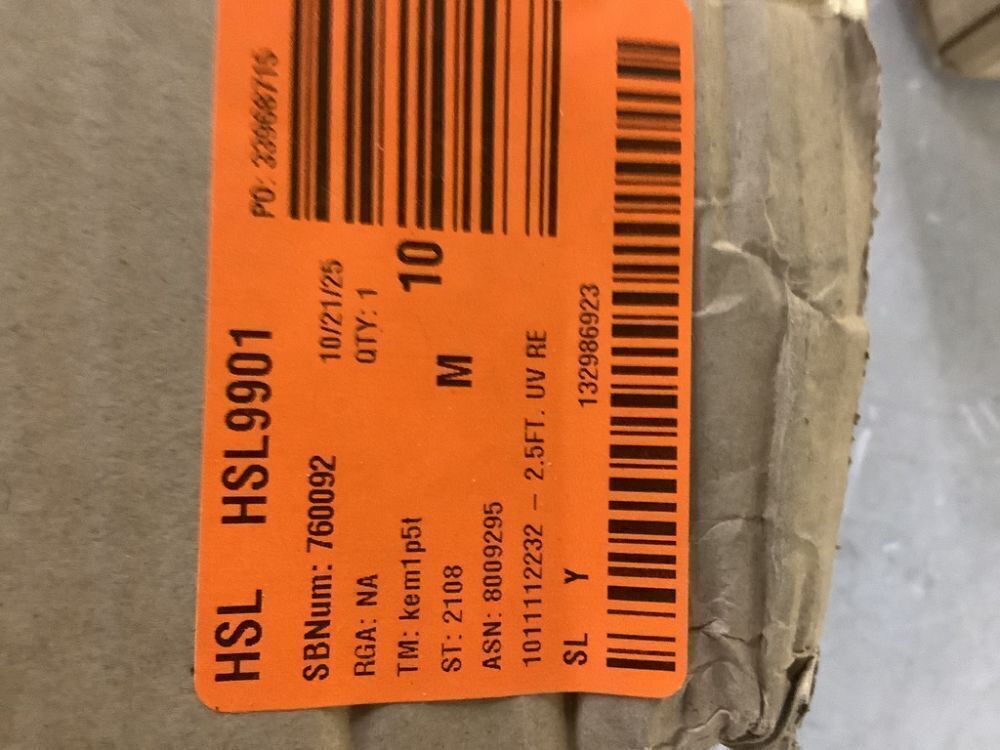 HSL HSL9901
SBNum: 760092 10/21/25 PO:
RGA: NA QTY: 1
TM: kem1p5t 10
ST: 2108 M
ASN: 8009295
1011112232 – 2.5FT. UV RE
SL Y 132986923